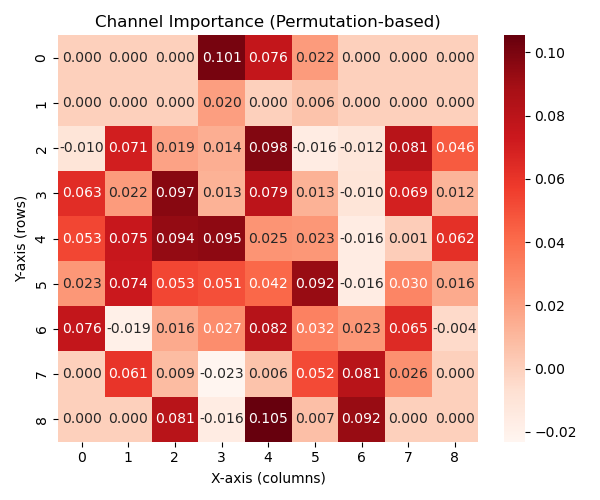 Channel Importance (Permutation-based)
0 0.000 0.000 0.000 0.101 0.076 0.022 0.000 0.000 0.000
1 0.000 0.000 0.000 0.020 0.000 0.006 0.000 0.000 0.000
2 -0.010 0.071 0.019 0.014 0.098 -0.016 -0.012 0.081 0.046
3 0.063 0.022 0.097 0.013 0.079 0.013 -0.010 0.069 0.012
4 0.053 0.075 0.094 0.095 0.025 0.023 -0.016 0.001 0.062
5 0.023 0.074 0.053 0.051 0.042 0.092 -0.016 0.030 0.016
6 0.076 -0.019 0.016 0.027 0.082 0.032 0.023 0.065 -0.004
7 0.000 0.061 0.009 -0.023 0.006 0.052 0.081 0.026 0.000
8 0.000 0.000 0.081 -0.016 0.105 0.007 0.092 0.000 0.000
0 1 2 3 4 5 6 7 8
X-axis (columns)
Y-axis (rows)
0.10
0.08
0.06
0.04
0.02
0.00
−0.02